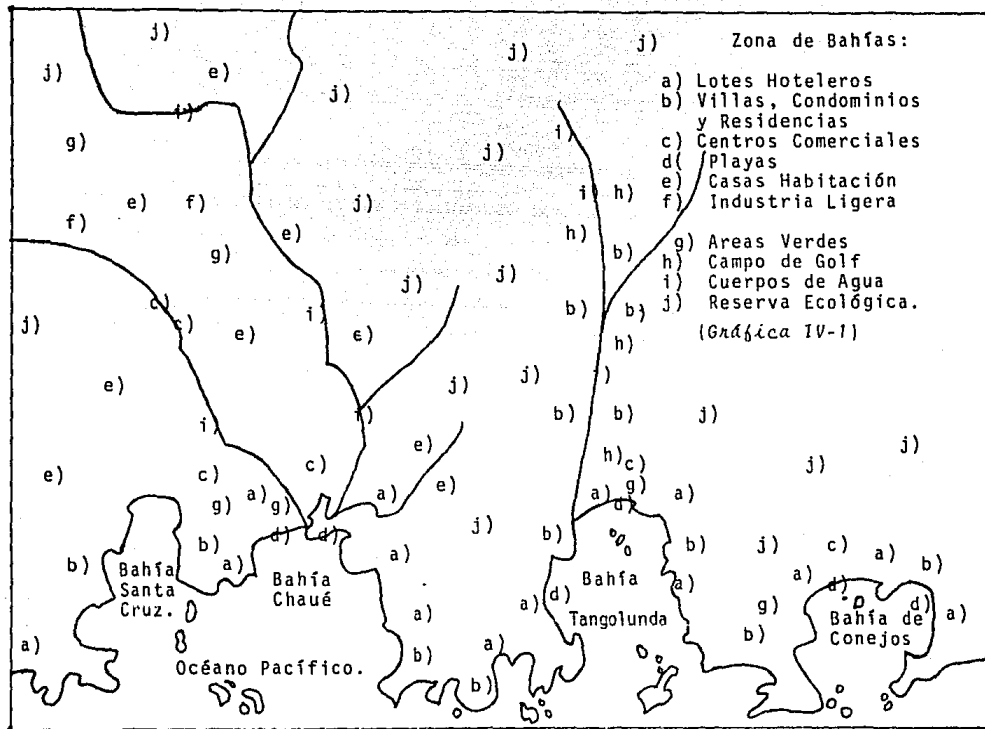 Zona de Bahías:
a) Lotes Hoteleros
b) Villas, Condominios
y Residencias
c) Centros Comerciales
d( Playas
e) Casas Habitación
f) Industria Ligera
g) Areas Verdes
h) Campo de Golf
i) Cuerpos de Agua
j) Reserva Ecológica.
(Gráfica IV-1)
j)
j)
j)
j)
e)
j)
i)
g)
i)
j)
e)
f)
j)
i)
h)
f)
e)
h)
g)
b)
j)
j)
c)
i)
b)
b)
j)
c)
e)
e)
h)
e)
j)
j)
i)
b)
b)
j)
i)
e)
j)
e)
c)
c)
e)
h)
c)
j)
g)
a)
g)
a)
a)
g)
d)
a)
d)
d)
j)
b)
b)
b)
a)
a)
b)
j)
c)
a)
b)
Bahía
Santa
Cruz.
Bahía
Chaué
Bahía
Tangolunda
a)
a)
d)
a)
d)
a)
a)
d)
g)
b)
d)
a)
Bahía de
Conejos
a)
b)
a)
b)
Océano Pacífico.